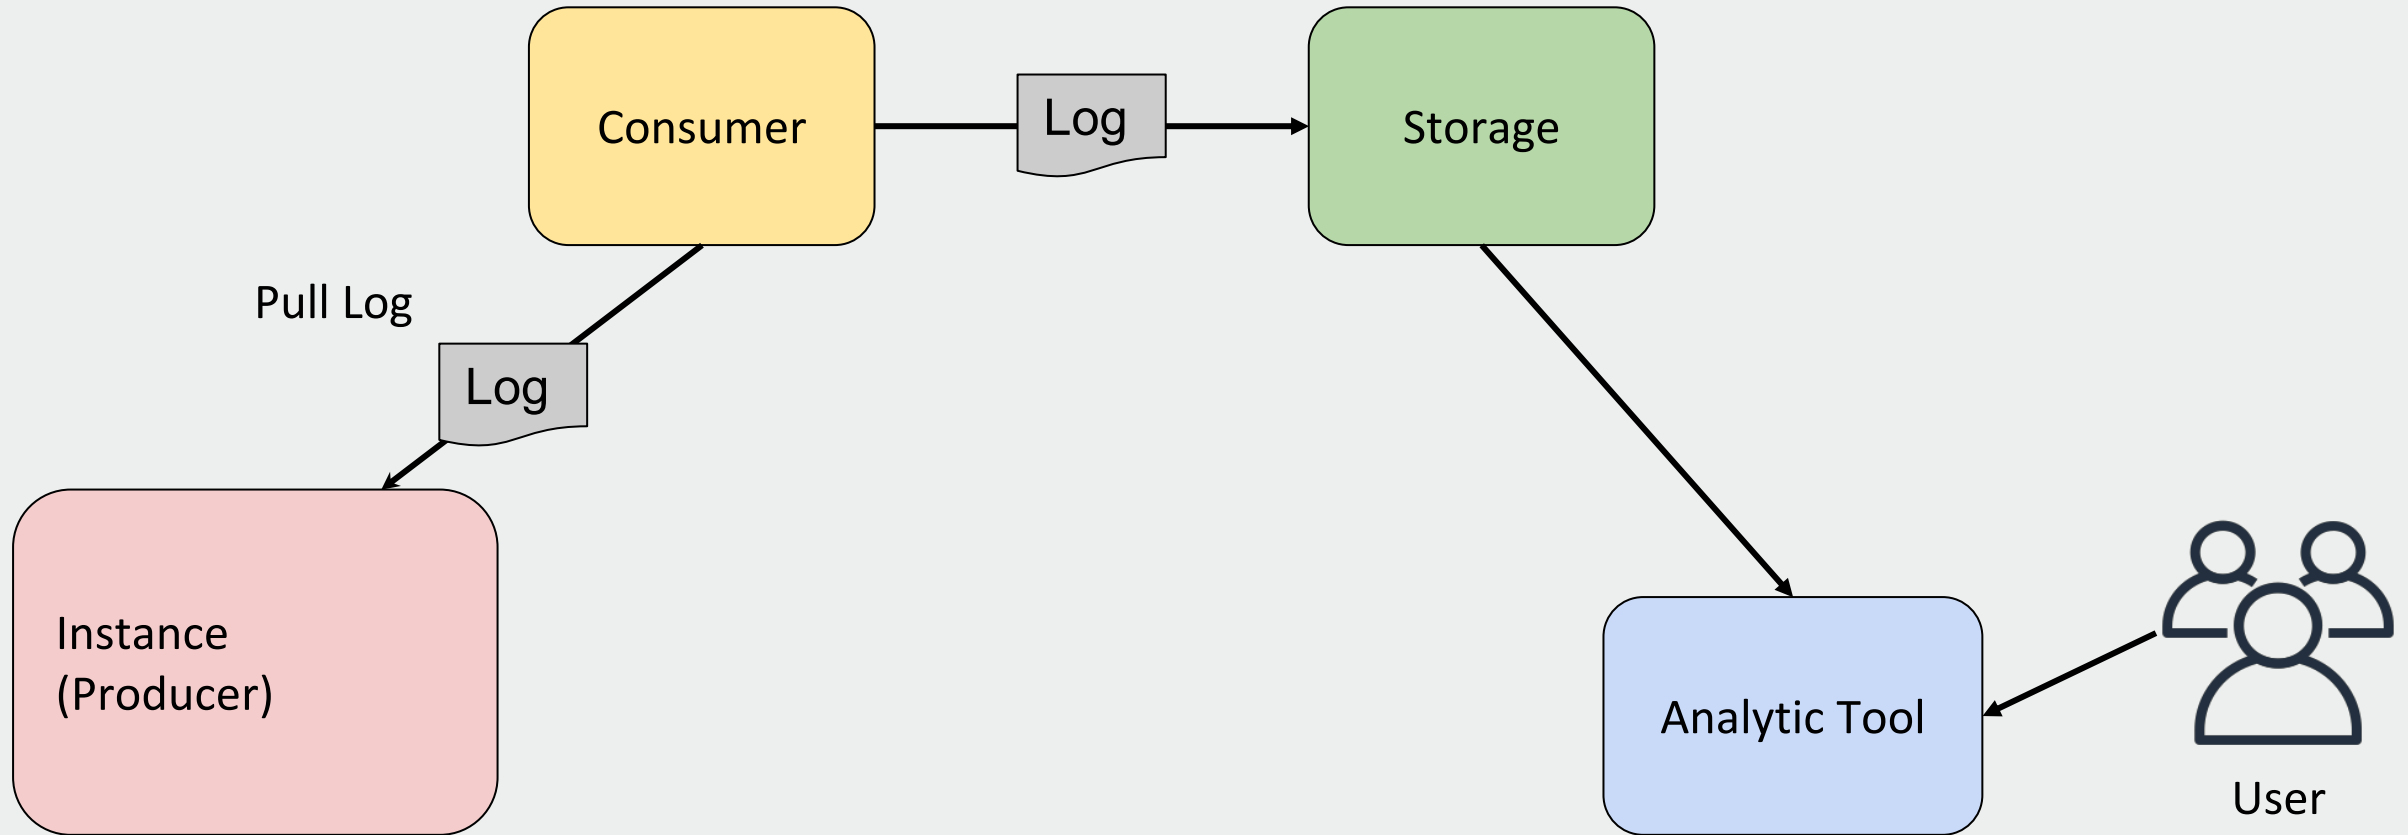 Consumer
Log
Storage
Pull Log
Log
Instance
(Producer)
Analytic Tool
User